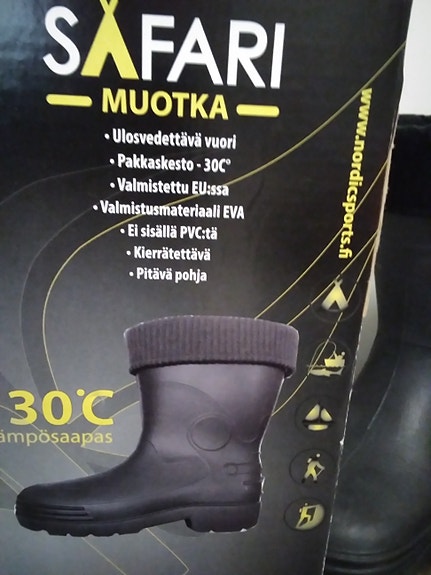 SAFARI
MUOTKA
• Ulosvedettävä vuori
• Pakkaskesto - 30C°
• Valmistettu EU:ssa
• Valmistusmateriaali EVA
• Ei sisällä PVC:tä
• Kierrätettävä
• Pitävä pohja
www.nordicsports.fi
30°C
ämpösaapas